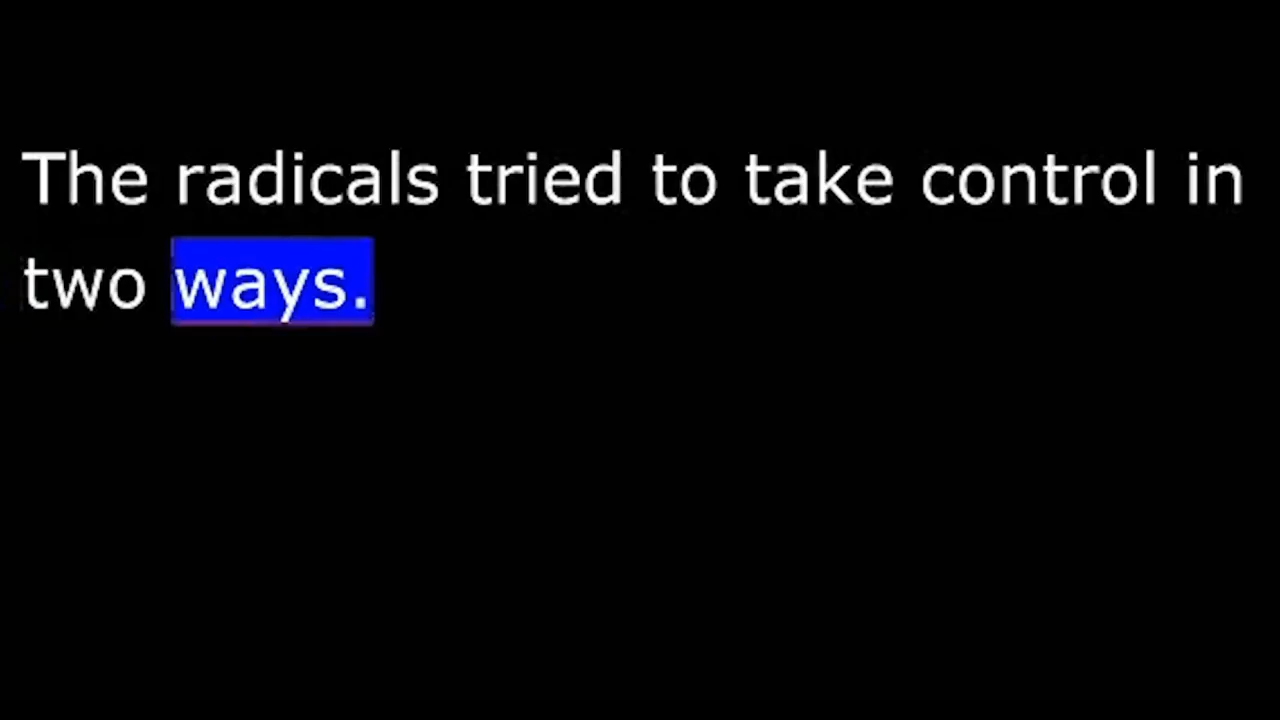 The radicals tried to take control in
two ways.